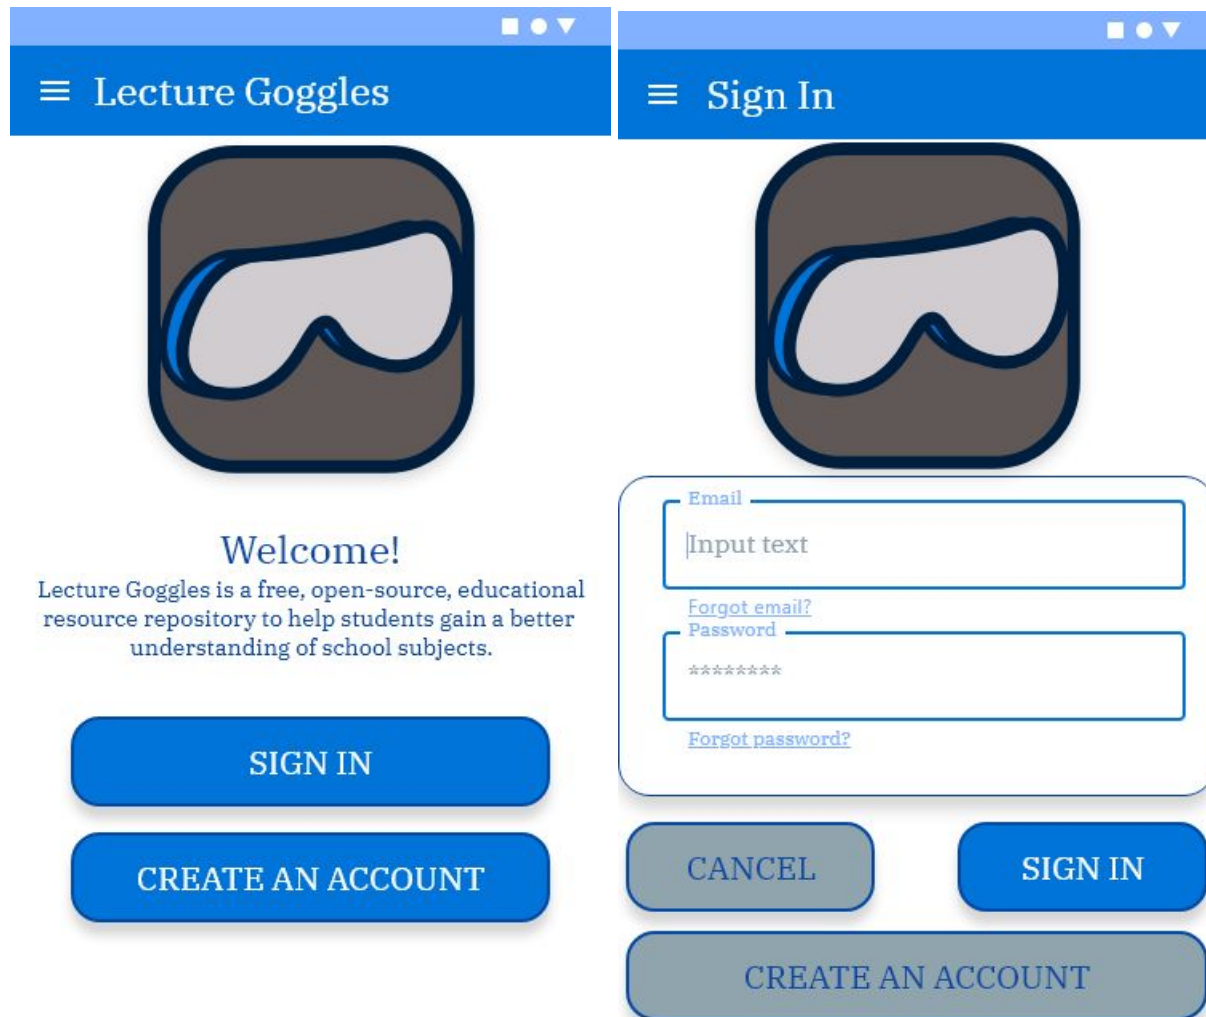 Lecture Goggles
Welcome!
Lecture Goggles is a free, open-source, educational
resource repository to help students gain a better
understanding of school subjects.
SIGN IN
CREATE AN ACCOUNT
Sign In
Email
Input text
Forgot email?
Password
********
Forgot password?
CANCEL
SIGN IN
CREATE AN ACCOUNT